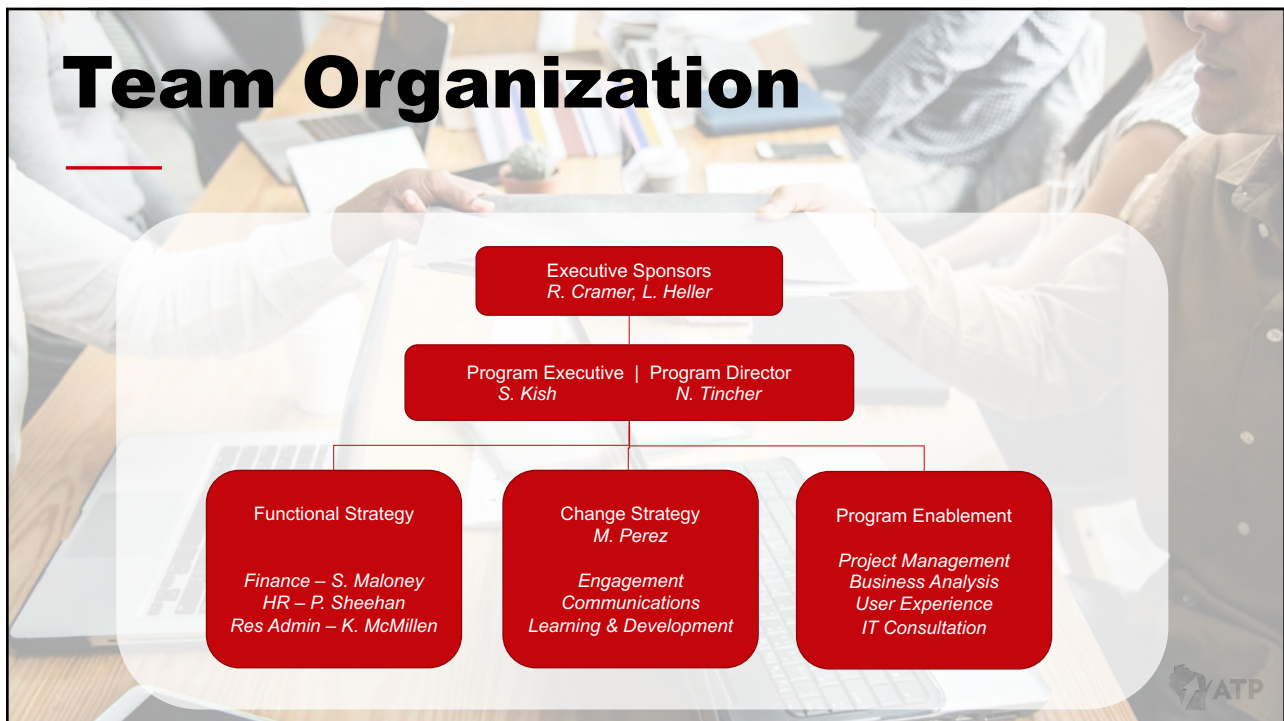 Team Organization
Executive Sponsors
R. Cramer, L. Heller
Program Executive | Program Director
S. Kish N. Tincher
Functional Strategy
Finance – S. Maloney
HR – P. Sheehan
Res Admin – K. McMillen
Change Strategy
M. Perez
Engagement
Communications
Learning & Development
Program Enablement
Project Management
Business Analysis
User Experience
IT Consultation
ATP